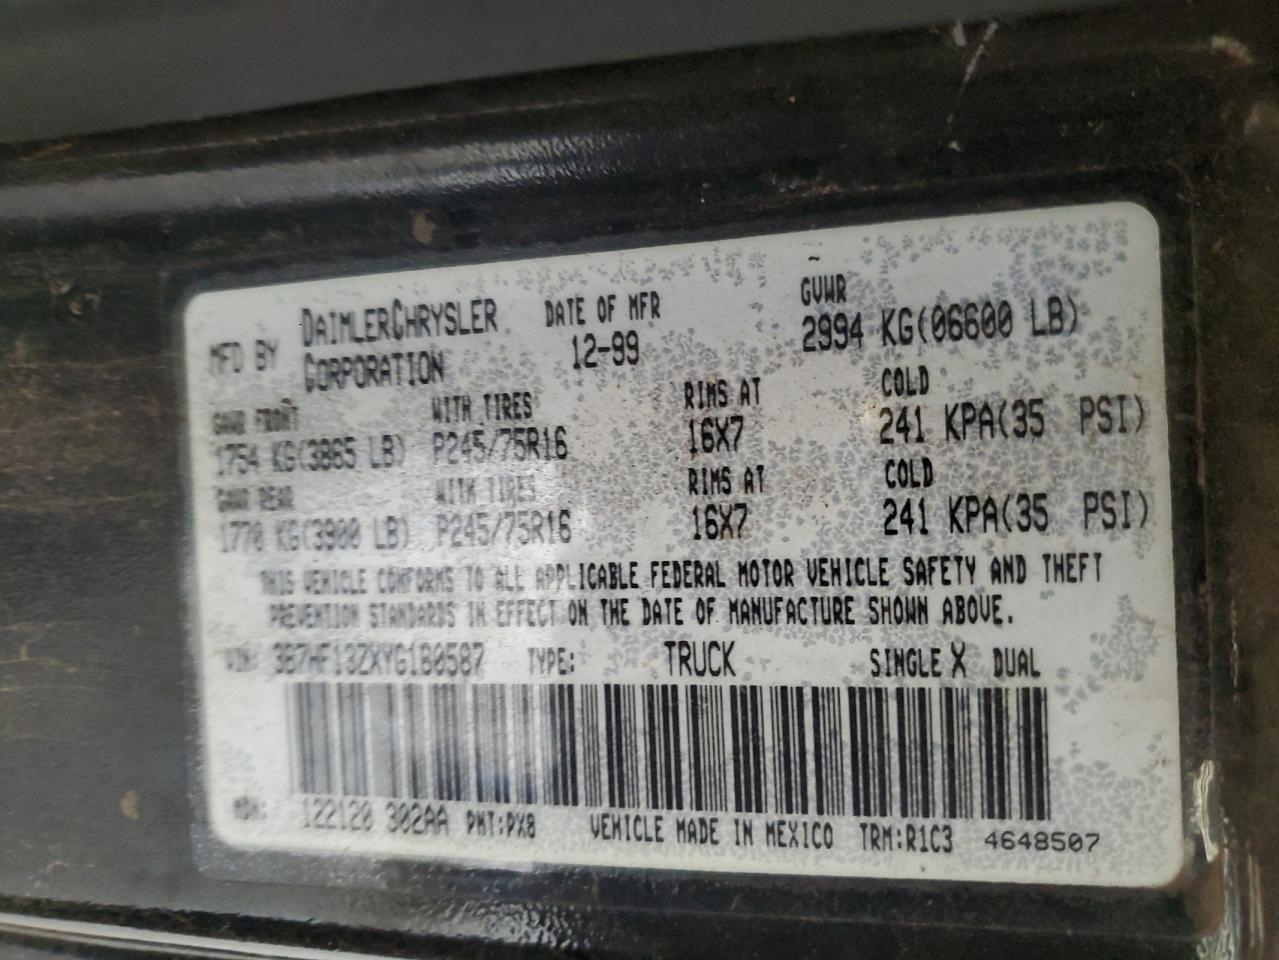 MFD BY DAIMLERCHRYSLER CORPORATION DATE OF MFR 12-99 GVWR 2994 KG(06600 LB)
GAWR FRONT WITH TIRES RIMS AT COLD
1754 KG(3865 LB) P245/75R16 16X7 241 KPA(35 PSI)
GAWR REAR WITH TIRES RIMS AT COLD
1770 KG(3900 LB) P245/75R16 16X7 241 KPA(35 PSI)
THIS VEHICLE CONFORMS TO ALL APPLICABLE FEDERAL MOTOR VEHICLE SAFETY AND THEFT
PREVENTION STANDARDS IN EFFECT ON THE DATE OF MANUFACTURE SHOWN ABOVE.
VIN: 3B7HF13ZXYG180587 TYPE: TRUCK SINGLE X DUAL
MDH: 122120 302AA PNT:PX8 VEHICLE MADE IN MEXICO TRM:R1C3 4648507